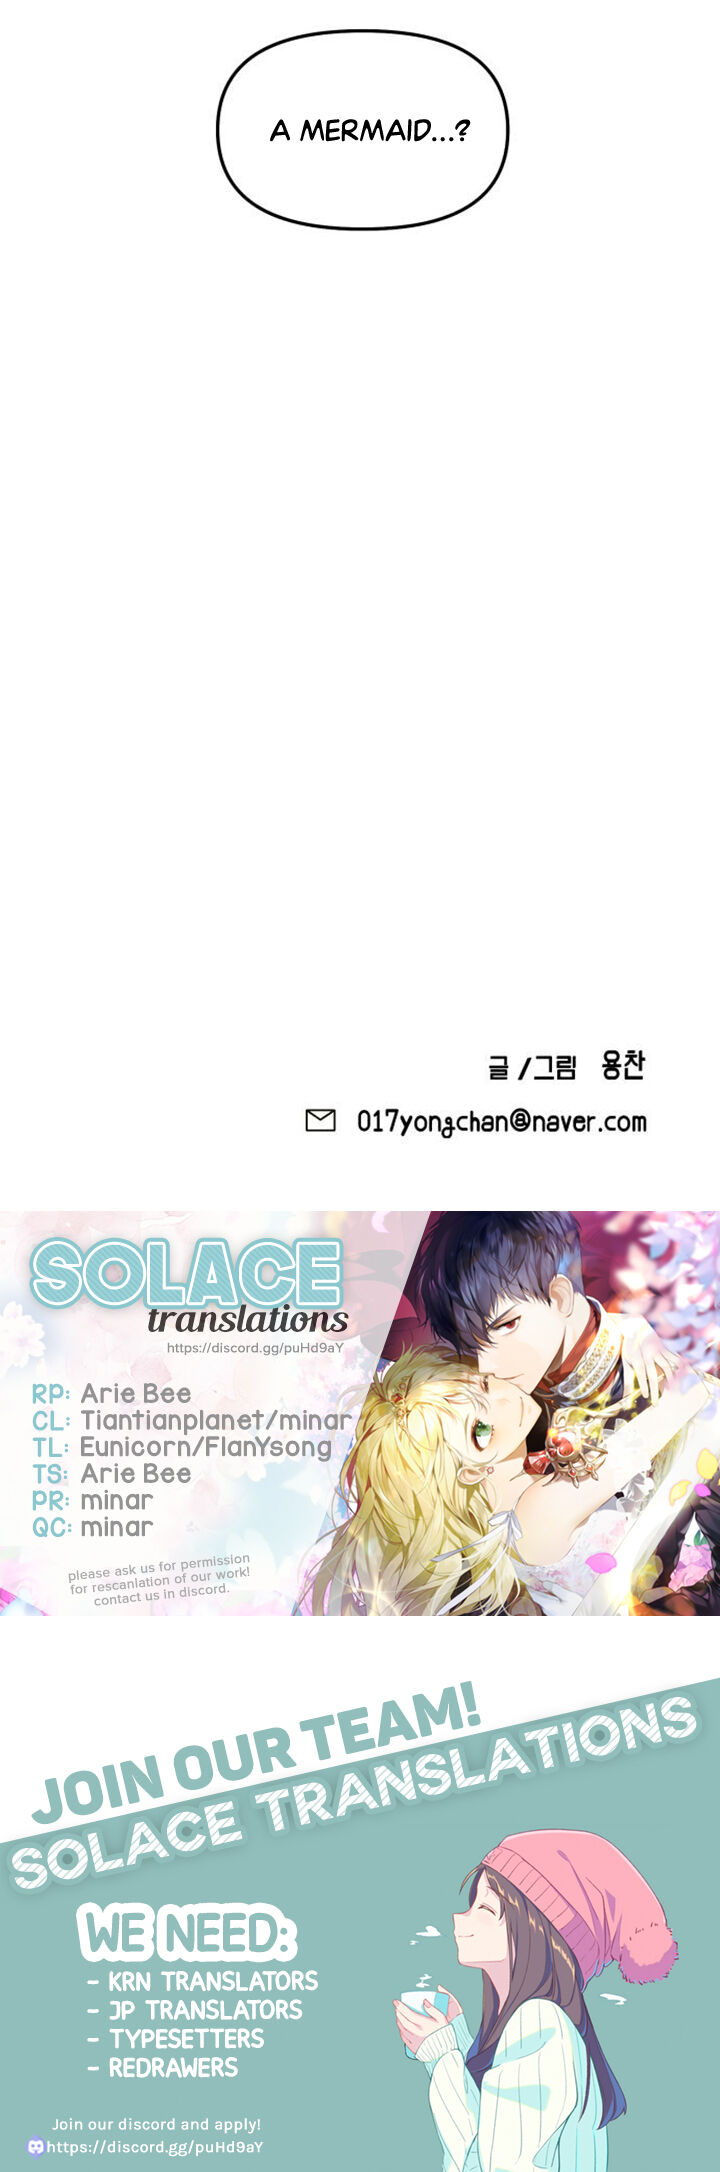 A MERMAID...?
글 / 그림 용찬
017yongchan@naver.com
SOLACE
translations
https://discord.gg/puHd9aY
RP: Arie Bee
CL: Tiantianplanet/minar
TL: Eunicorn/FlanYsong
TS: Arie Bee
PR: minar
QC: minar
please ask us for permission
for rescanlation of our work!
contact us in discord.
JOIN OUR TEAM!
SOLACE TRANSLATIONS
WE NEED:
- KRN TRANSLATORS
- JP TRANSLATORS
- TYPESETTERS
- REDRAWERS
Join our discord and apply!
https://discord.gg/puHd9aY